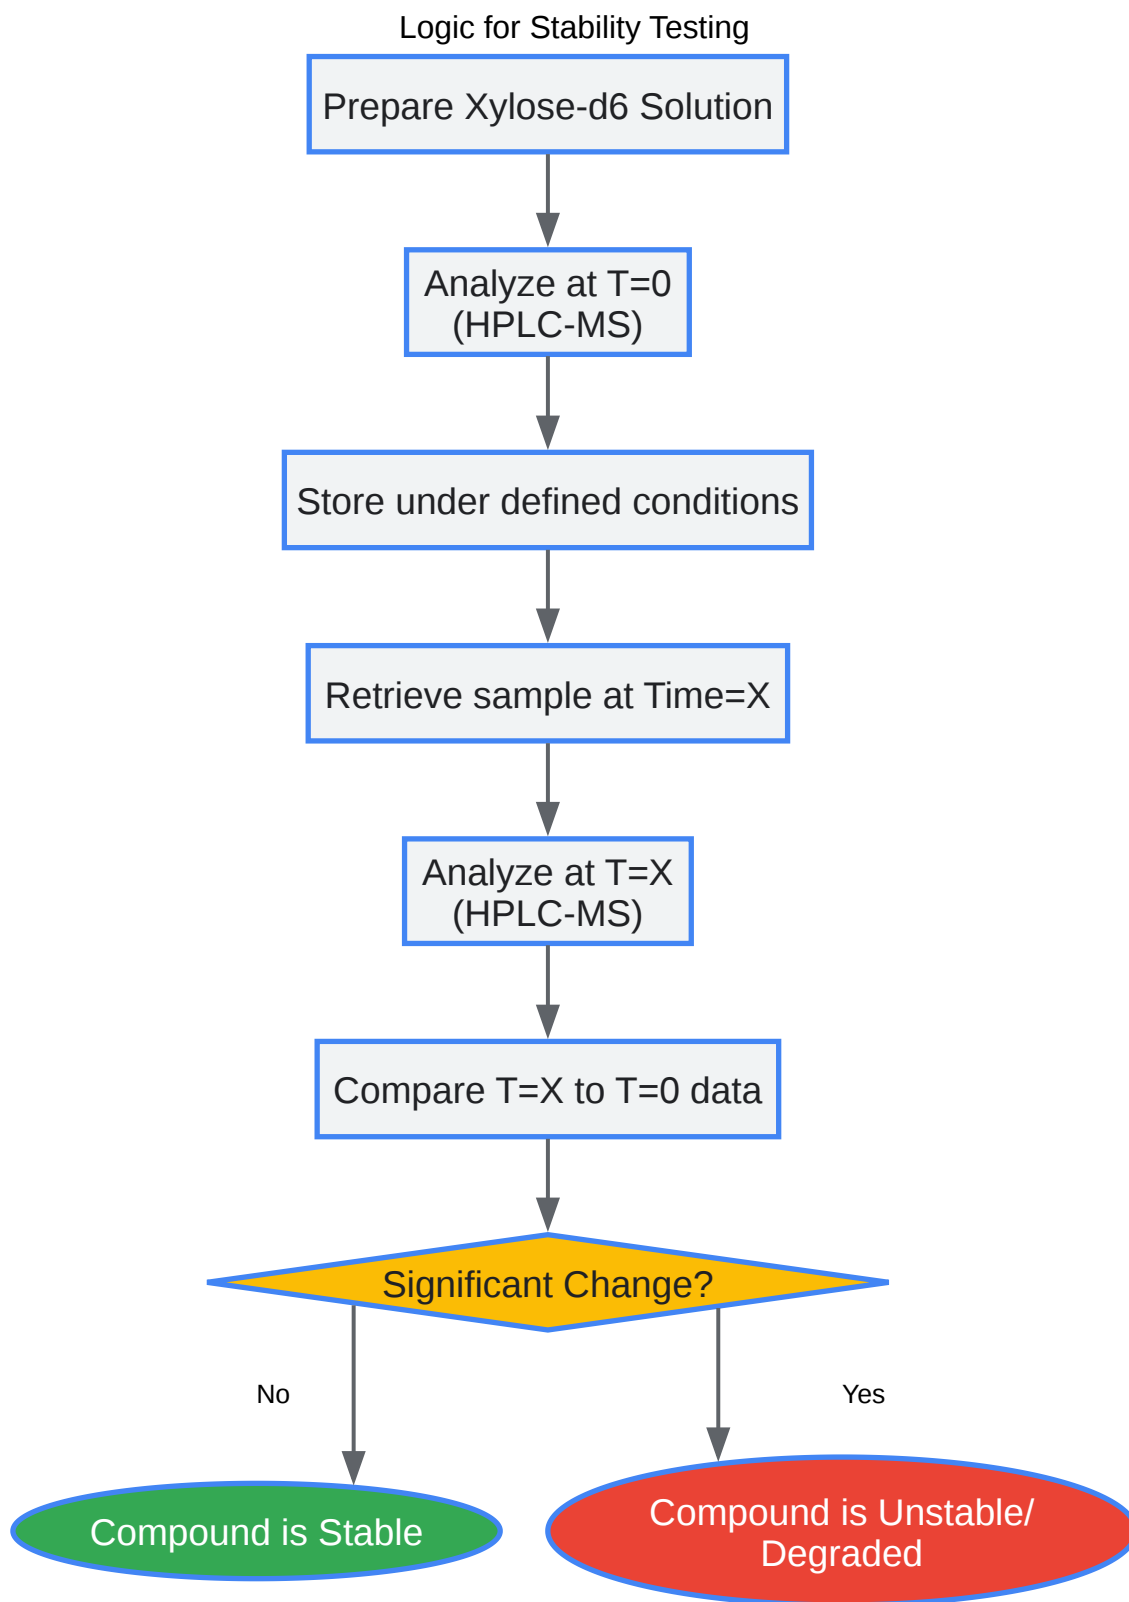 Logic for Stability Testing
Prepare Xylose-d6 Solution
Analyze at T=0
(HPLC-MS)
Store under defined conditions
Retrieve sample at Time=X
Analyze at T=X
(HPLC-MS)
Compare T=X to T=0 data
Significant Change?
No
Yes
Compound is Stable
Compound is Unstable/
Degraded